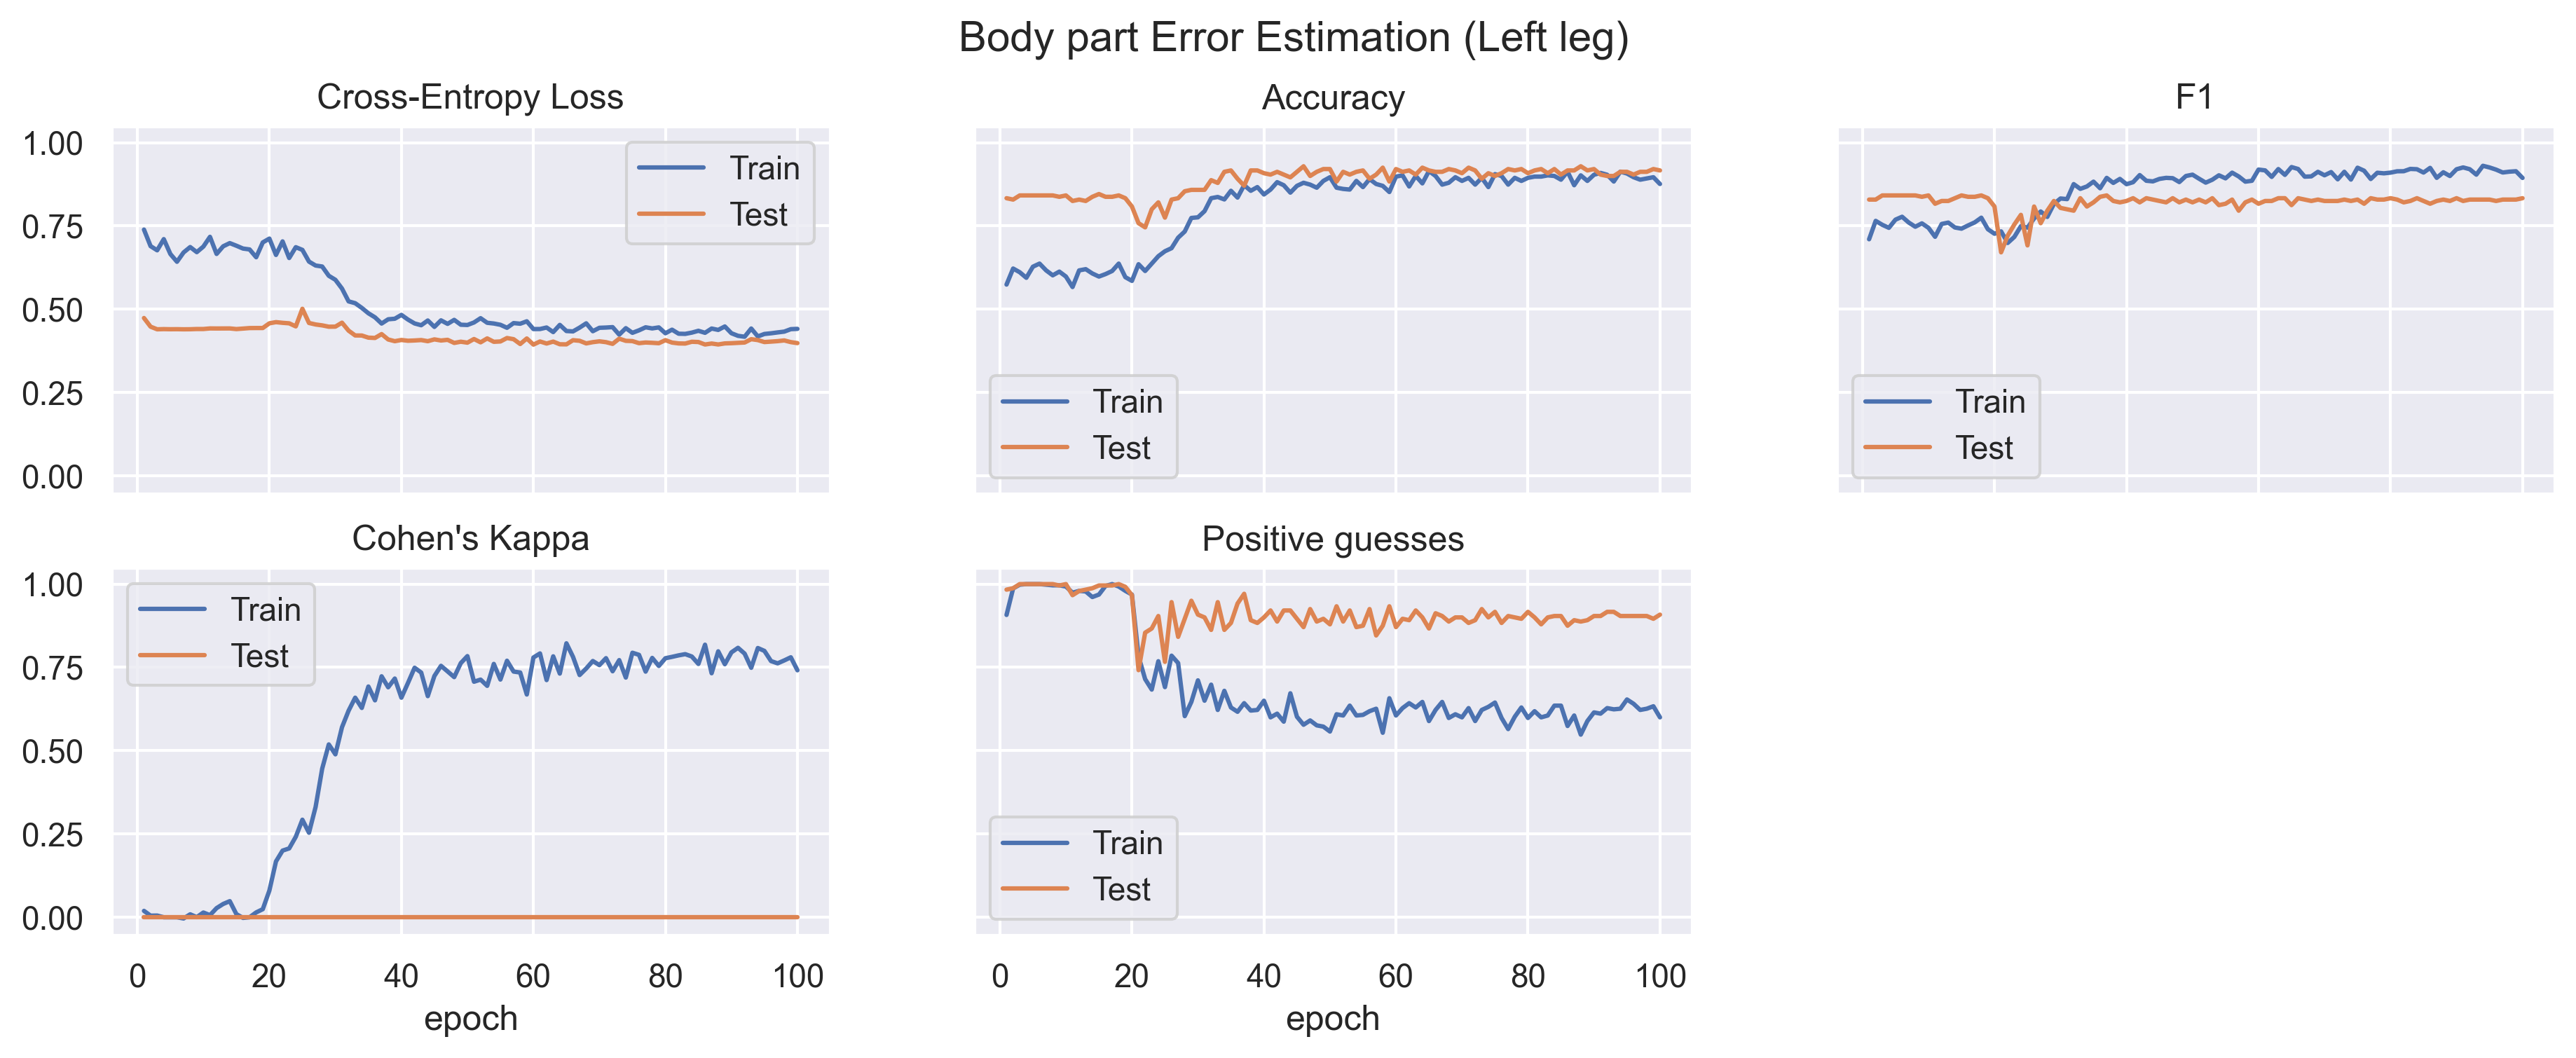 Body part Error Estimation (Left leg)
Cross-Entropy Loss
Accuracy
F1
1.00
0.75
0.50
0.25
0.00
Train
Test
Train
Test
Train
Test
Cohen's Kappa
Positive guesses
1.00
0.75
0.50
0.25
0.00
Train
Test
Train
Test
0 20 40 60 80 100
0 20 40 60 80 100
epoch
epoch